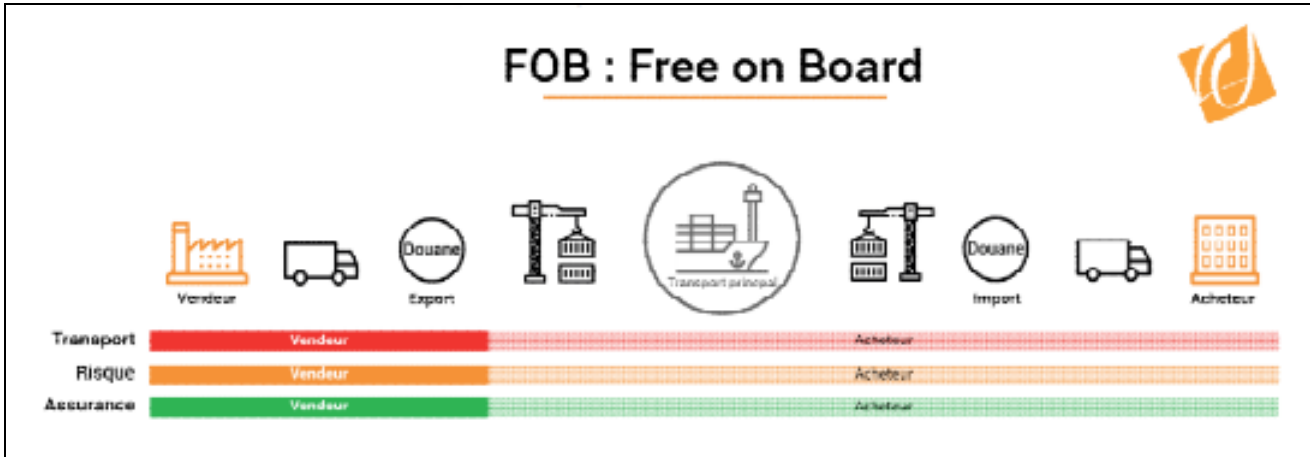 FOB : Free on Board
Douane
Douane
Transport principal
Vendeur
Export
Import
Acheteur
Transport Vendeur Acheteur
Risque Vendeur Acheteur
Assurance Vendeur Acheteur